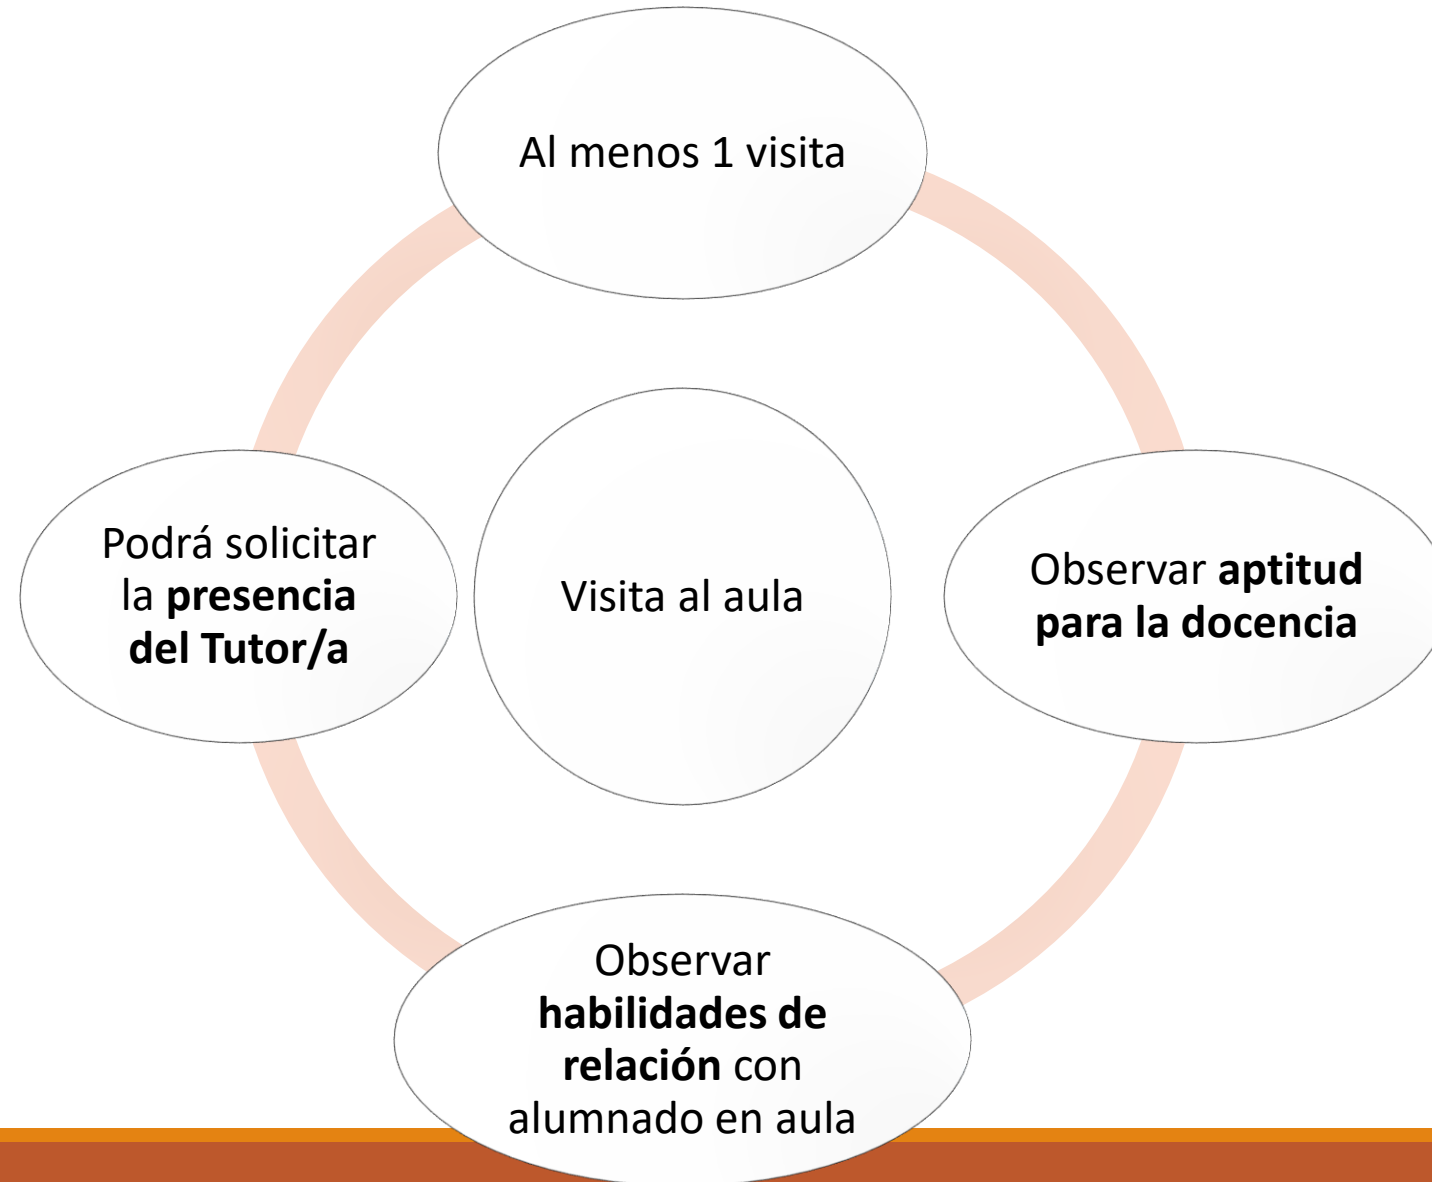 Al menos 1 visita
Podrá solicitar
la presencia
del Tutor/a
Visita al aula
Observar aptitud
para la docencia
Observar
habilidades de
relación con
alumnado en aula